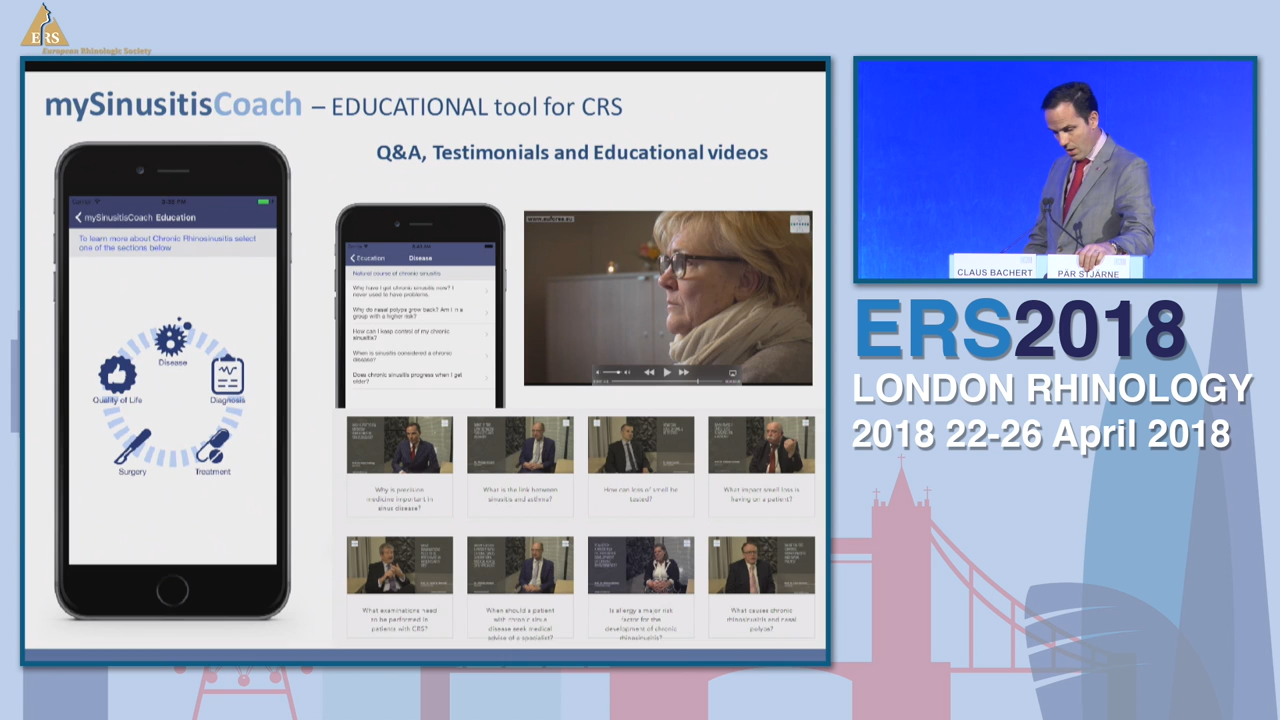 ERS
European Rhinologic Society
mySinusitisCoach – EDUCATIONAL tool for CRS
Q&A, Testimonials and Educational videos
mySinusitisCoach Education
To learn more about Chronic Rhinosinusitis select
one of the sections below
Disease
Quality of Life
Diagnosis
Surgery
Treatment
Education
Disease
Natural course of chronic sinusitis
Why have I got chronic sinusitis now? I
never used to have problems.
Why do nasal polyps grow back? Am I in a
group with a higher risk?
How can I keep control of my chronic
sinusitis?
When is sinusitis considered a chronic
disease?
Does chronic sinusitis progress when I get
older?
www.euforea.eu
Why is precision
medicine important in
sinus disease?
What is the link between
sinusitis and asthma?
How can loss of smell be
tested?
What impact smell loss is
having on a patient?
What examinations need
to be performed in
patients with CRS?
When should a patient
with chronic sinus
disease seek medical
advice of a specialist?
Is allergy a major risk
factor for the
development of chronic
rhinosinusitis?
What causes chronic
rhinosinusitis and nasal
polyps?
CLAUS BACHERT
PÄR STJÄRNE
ERS2018
LONDON RHINOLOGY
2018 22-26 April 2018